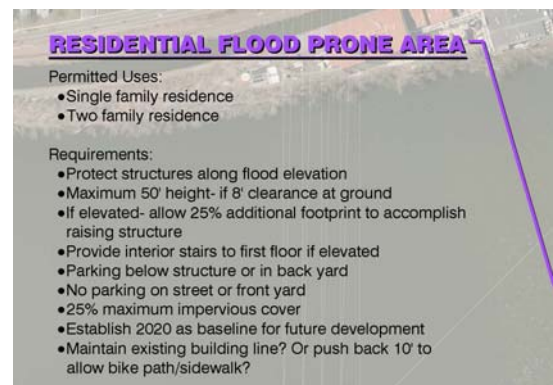 RESIDENTIAL FLOOD PRONE AREA
Permitted Uses:
•Single family residence
•Two family residence
Requirements:
•Protect structures along flood elevation
•Maximum 50' height- if 8' clearance at ground
•If elevated- allow 25% additional footprint to accomplish
raising structure
•Provide interior stairs to first floor if elevated
•Parking below structure or in back yard
•No parking on street or front yard
•25% maximum impervious cover
•Establish 2020 as baseline for future development
•Maintain existing building line? Or push back 10' to
allow bike path/sidewalk?